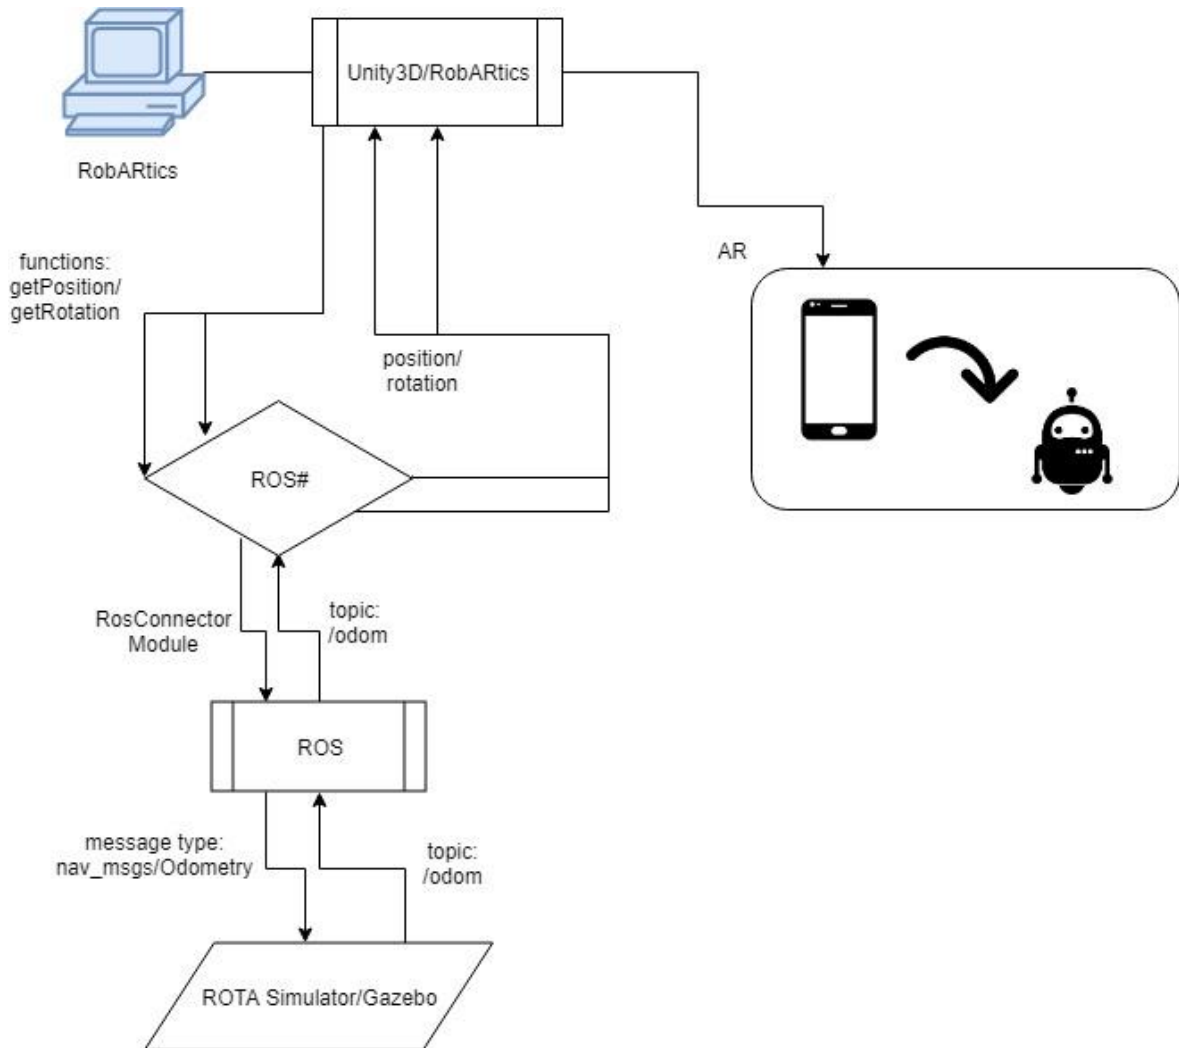 Unity3D/RobARtics
RobARtics
AR
functions:
getPosition/
getRotation
position/
rotation
ROS#
RosConnector
Module
topic:
/odom
ROS
message type:
nav_msgs/Odometry
topic:
/odom
ROTA Simulator/Gazebo